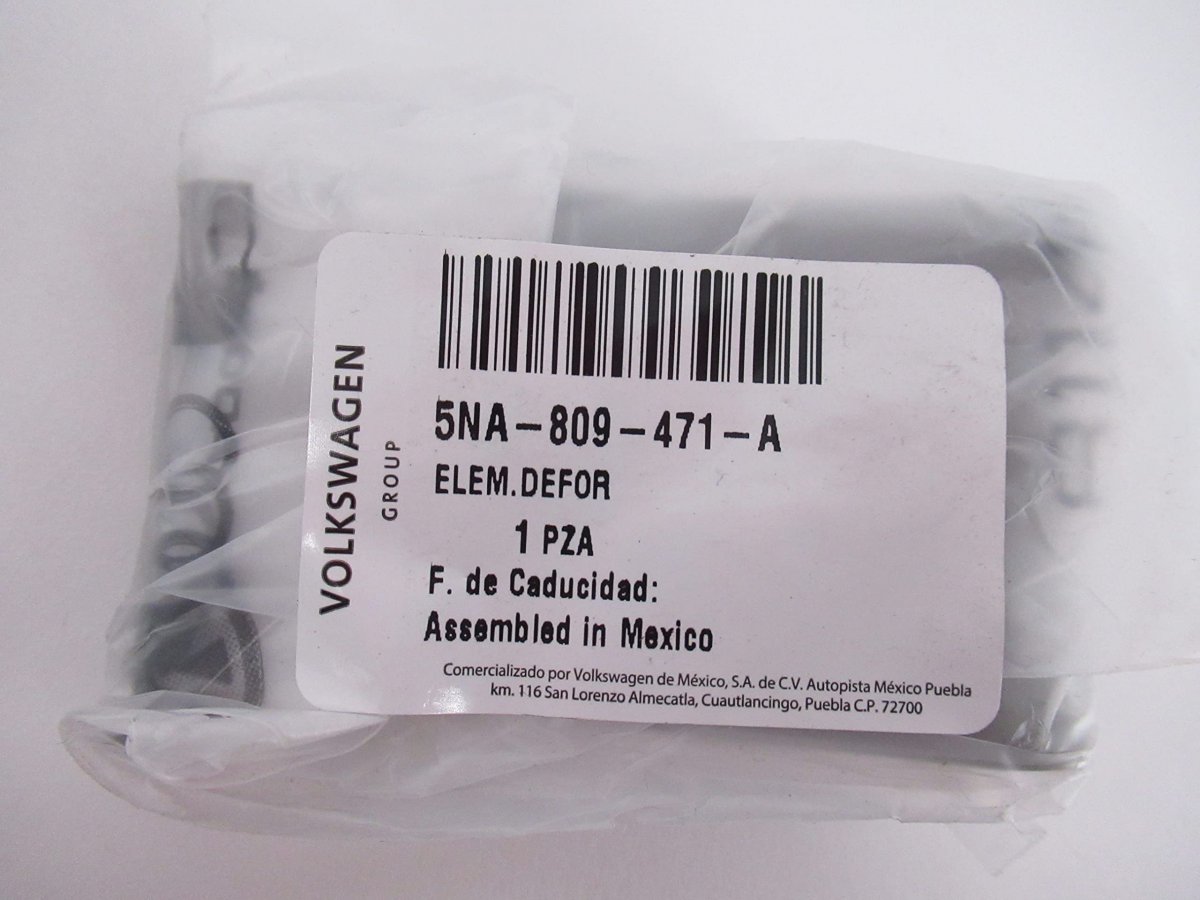 VOLKSWAGEN
GROUP
5NA-809-471-A
ELEM.DEFOR
1 PZA
F. de Caducidad:
Assembled in Mexico
Comercializado por Volkswagen de México, S.A. de C.V. Autopista México Puebla
km. 116 San Lorenzo Almecatla, Cuautlancingo, Puebla C.P. 72700